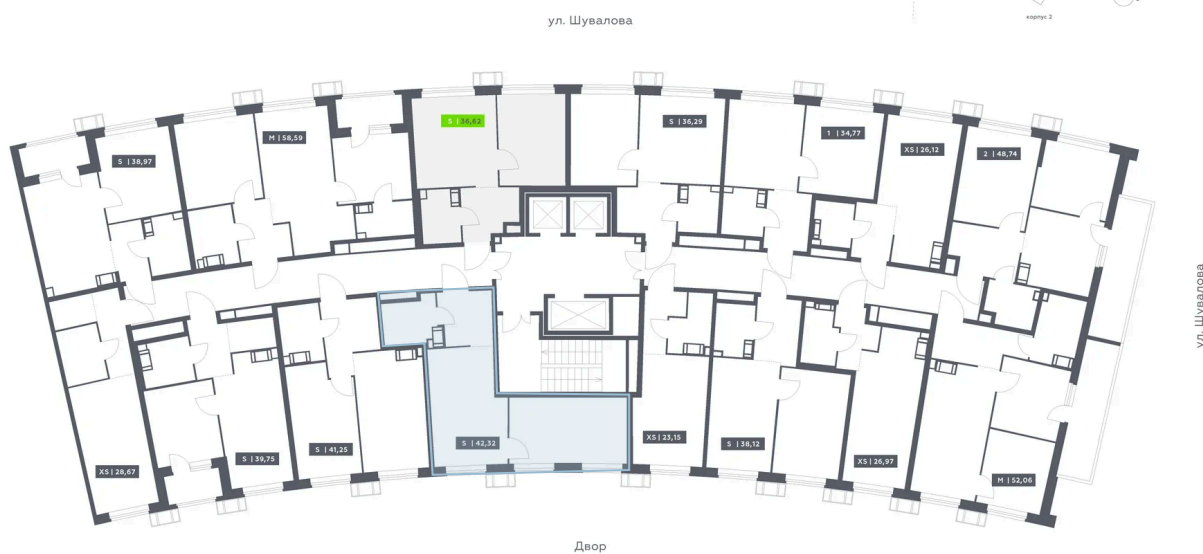 корпус 2
ул. Шувалова
S | 38,97
M | 58,59
S | 36,62
S | 36,29
1 | 34,77
XS | 26,12
2 | 48,74
ул. Шувалова
XS | 28,67
S | 39,75
S | 41,25
S | 42,32
XS | 23,15
S | 38,12
XS | 26,97
M | 52,06
Двор